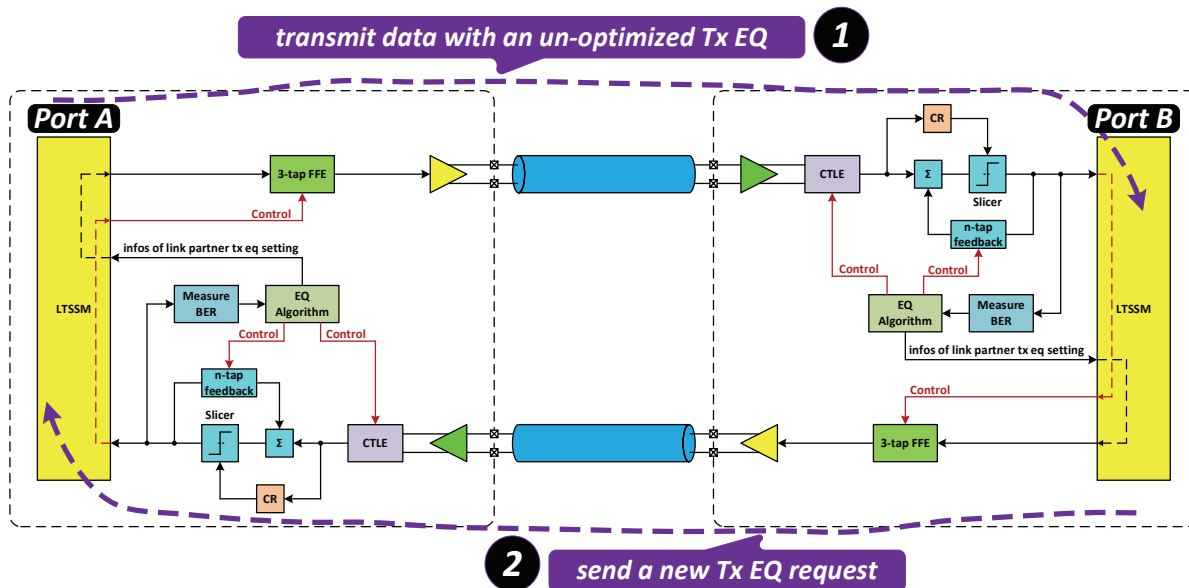 transmit data with an un-optimized Tx EQ
1
Port A
Port B
CR
3-tap FFE
CTLE
Σ
Slicer
Control
n-tap
feedback
infos of link partner tx eq setting
Control
Control
LTSSM
Measure
BER
EQ
Algorithm
EQ
Algorithm
Measure
BER
LTSSM
Control
Control
infos of link partner tx eq setting
n-tap
feedback
Control
Slicer
Σ
CTLE
3-tap FFE
CR
2
send a new Tx EQ request